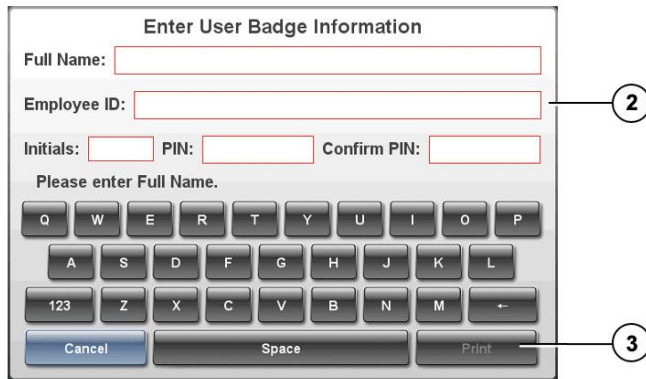 Enter User Badge Information
Full Name:
Employee ID:
2
Initials: PIN: Confirm PIN:
Please enter Full Name.
Q W E R T Y U I O P
A S D F G H J K L
123 Z X C V B N M ←
Cancel Space Print
3